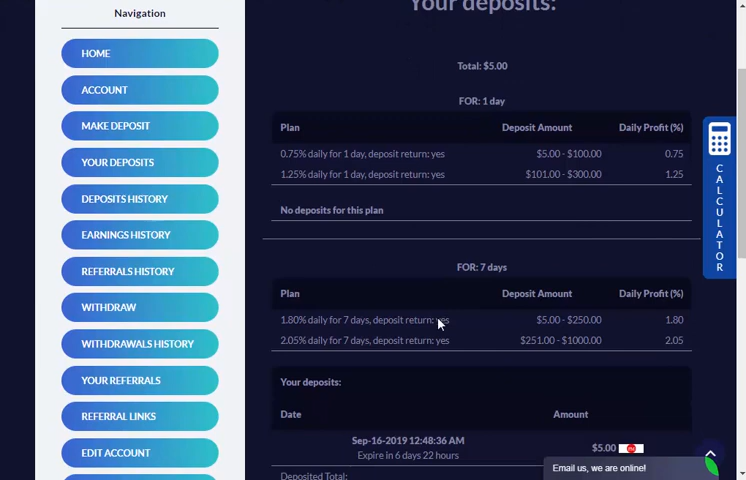 Navigation
HOME
ACCOUNT
MAKE DEPOSIT
YOUR DEPOSITS
DEPOSITS HISTORY
EARNINGS HISTORY
REFERRALS HISTORY
WITHDRAW
WITHDRAWALS HISTORY
YOUR REFERRALS
REFERRAL LINKS
EDIT ACCOUNT
Your deposits:
Total: $5.00
FOR: 1 day
Plan Deposit Amount Daily Profit (%)
0.75% daily for 1 day, deposit return: yes $5.00 - $100.00 0.75
1.25% daily for 1 day, deposit return: yes $101.00 - $300.00 1.25
No deposits for this plan
FOR: 7 days
Plan Deposit Amount Daily Profit (%)
1.80% daily for 7 days, deposit return: yes $5.00 - $250.00 1.80
2.05% daily for 7 days, deposit return: yes $251.00 - $1000.00 2.05
Your deposits:
Date Amount
Sep-16-2019 12:48:36 AM $5.00
Expire in 6 days 22 hours
Deposited Total:
CALCULATOR
Email us, we are online!